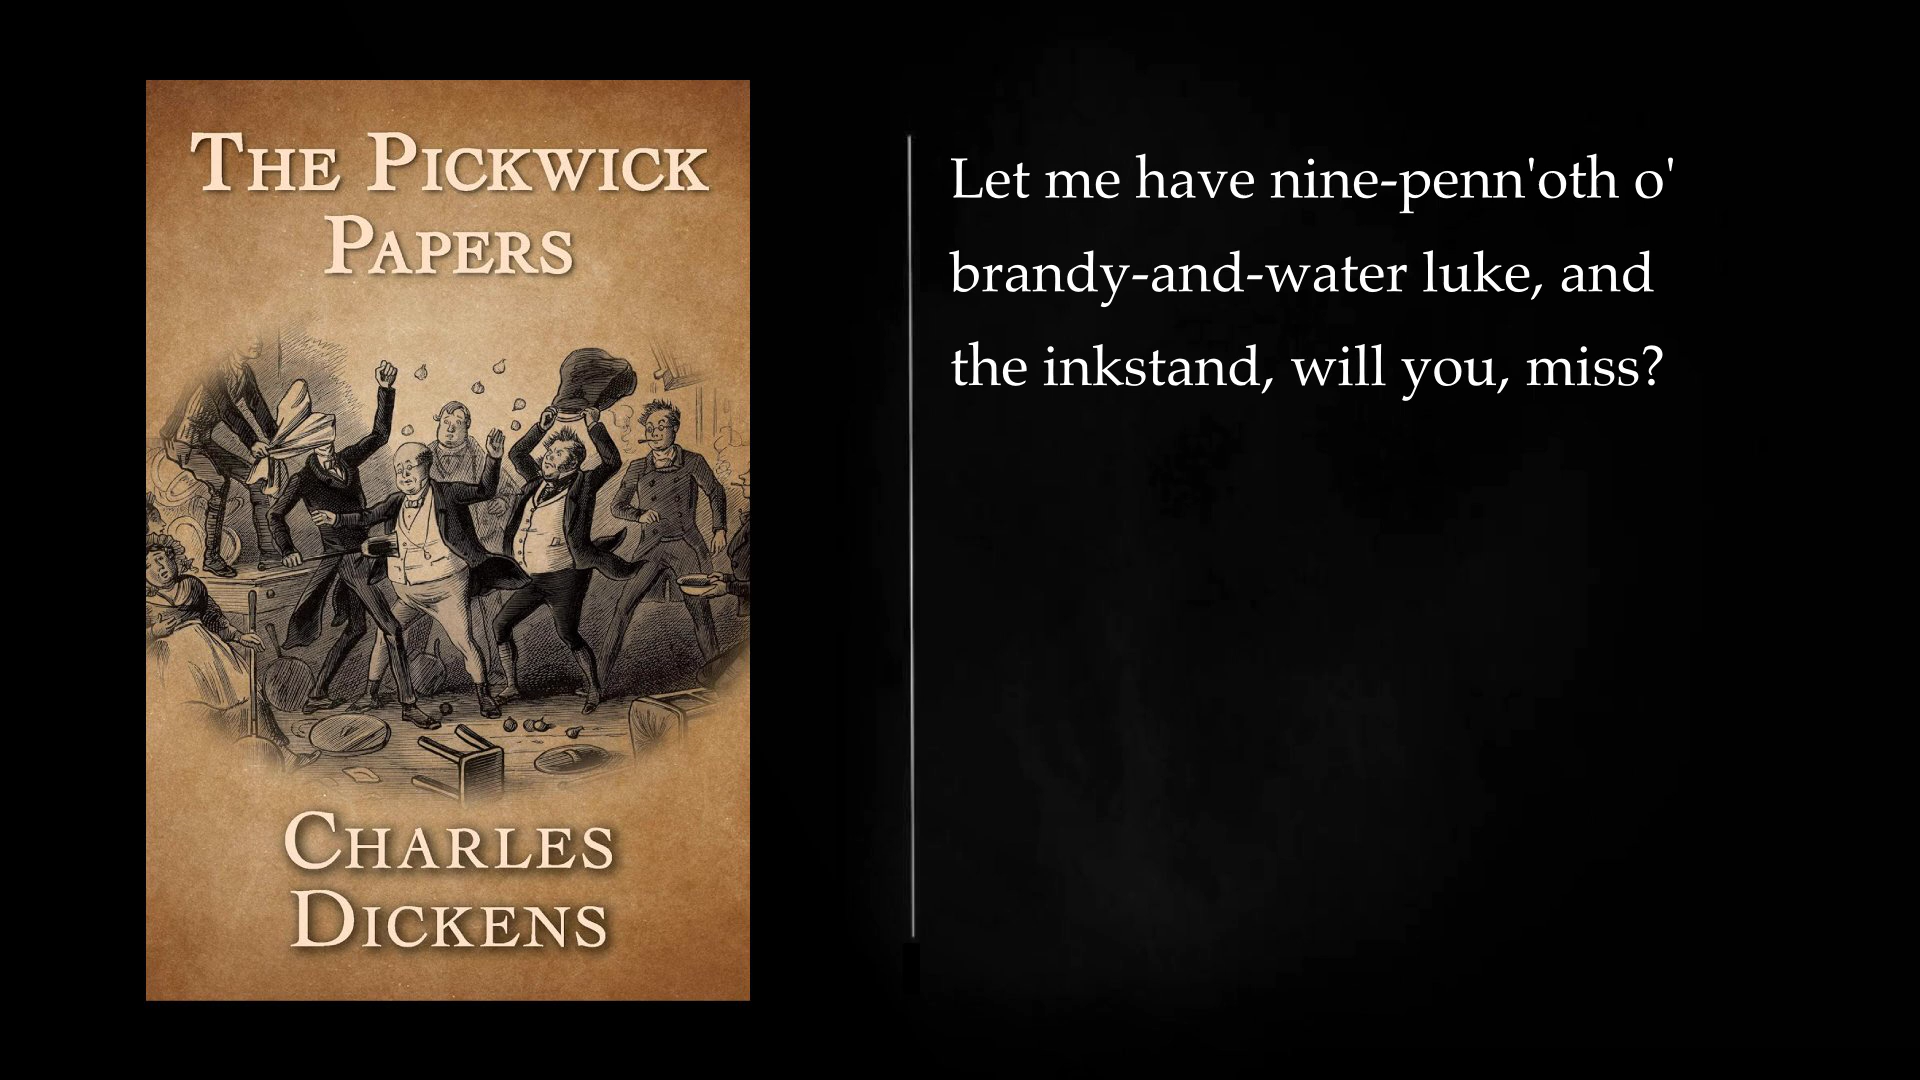 The Pickwick
Papers
Charles
Dickens
Let me have nine-penn'oth o'
brandy-and-water luke, and
the inkstand, will you, miss?